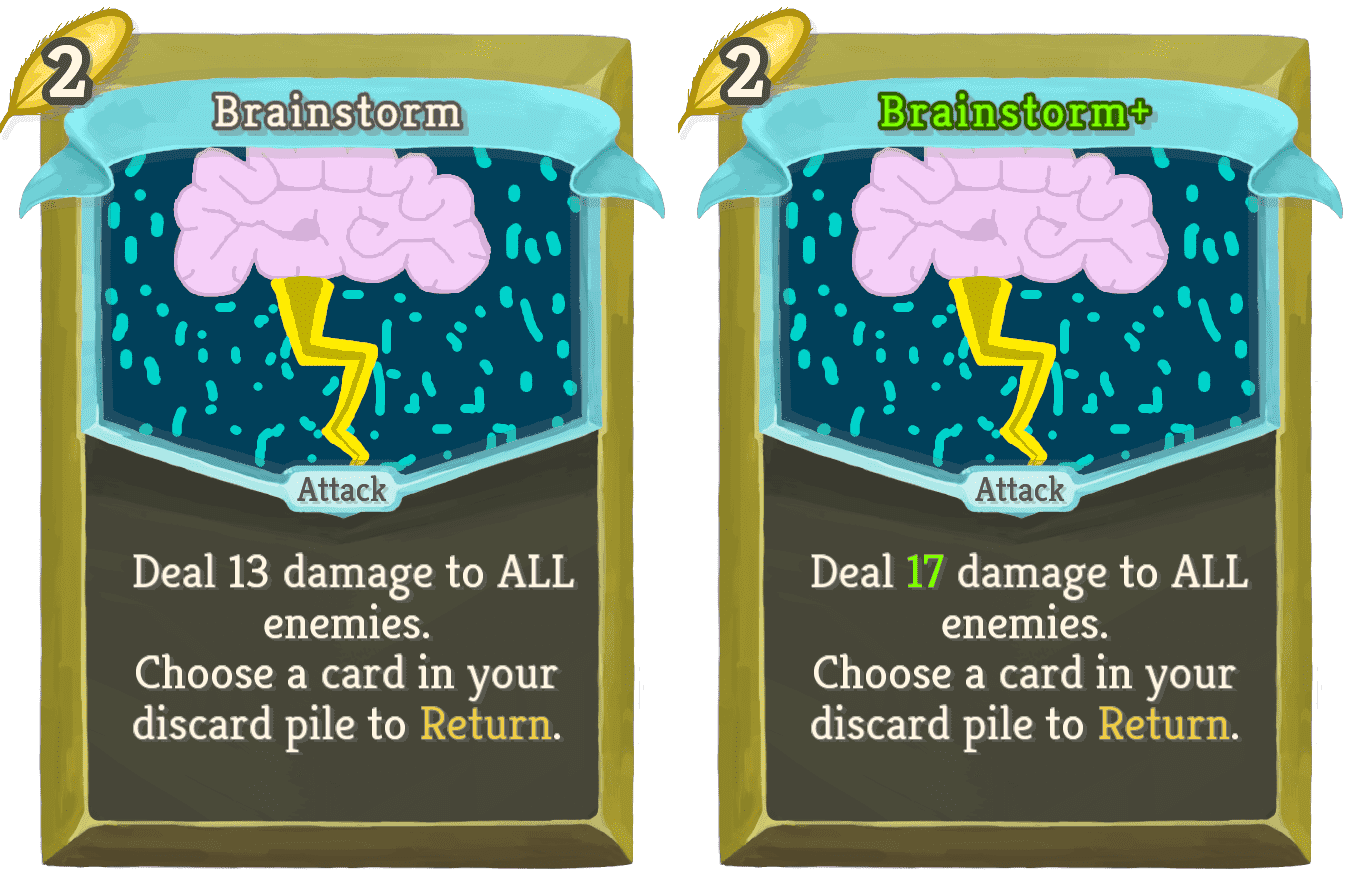 2
Brainstorm
Attack
Deal 13 damage to ALL
enemies.
Choose a card in your
discard pile to Return.
2
Brainstorm+
Attack
Deal 17 damage to ALL
enemies.
Choose a card in your
discard pile to Return.